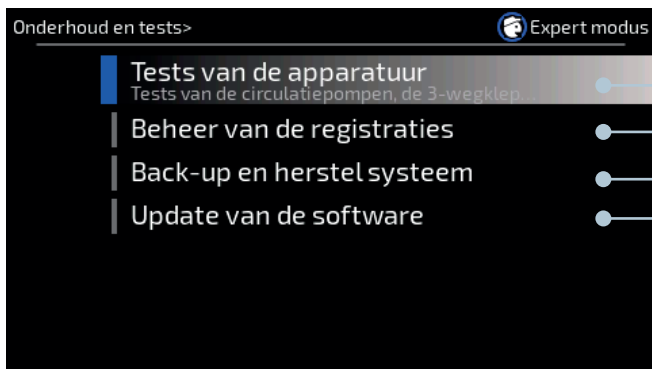 Onderhoud en tests>
Expert modus
Tests van de apparatuur
Tests van de circulatiepompen, de 3-wegklep...
Beheer van de registraties
Back-up en herstel systeem
Update van de software